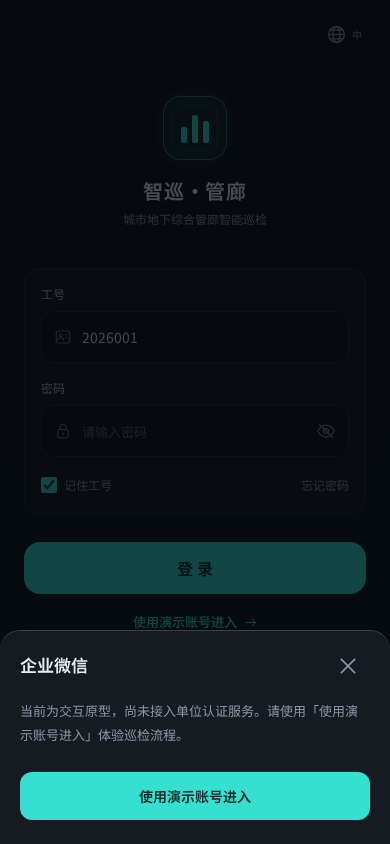 中
智巡·管廊
城市地下综合管廊智能巡检
工号
2026001
密码
请输入密码
记住工号
忘记密码
登录
使用演示账号进入 →
企业微信
当前为交互原型，尚未接入单位认证服务。请使用「使用演
示账号进入」体验巡检流程。
使用演示账号进入